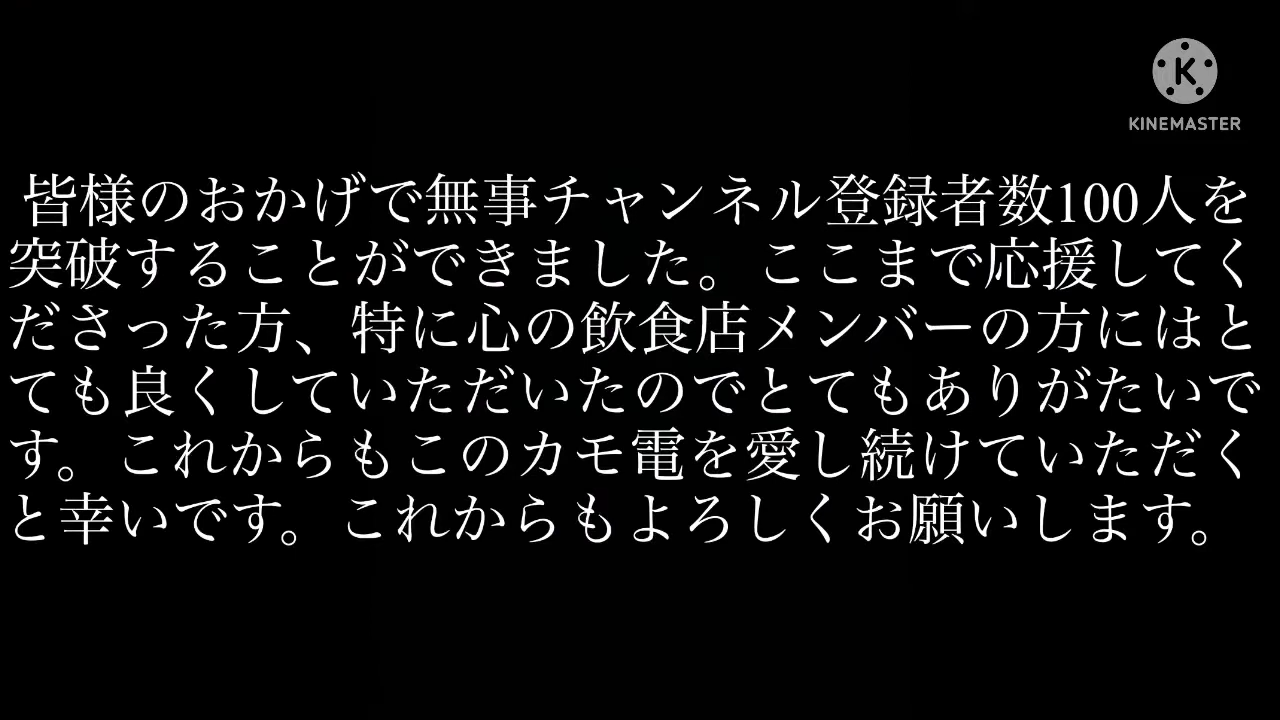 KINEMASTER
皆様のおかげで無事チャンネル登録者数100人を
突破することができました。ここまで応援してく
ださった方、特に心の飲食店メンバーの方にはと
ても良くしていただいたのでとてもありがたいで
す。これからもこのカモ電を愛し続けていただく
と幸いです。これからもよろしくお願いします。